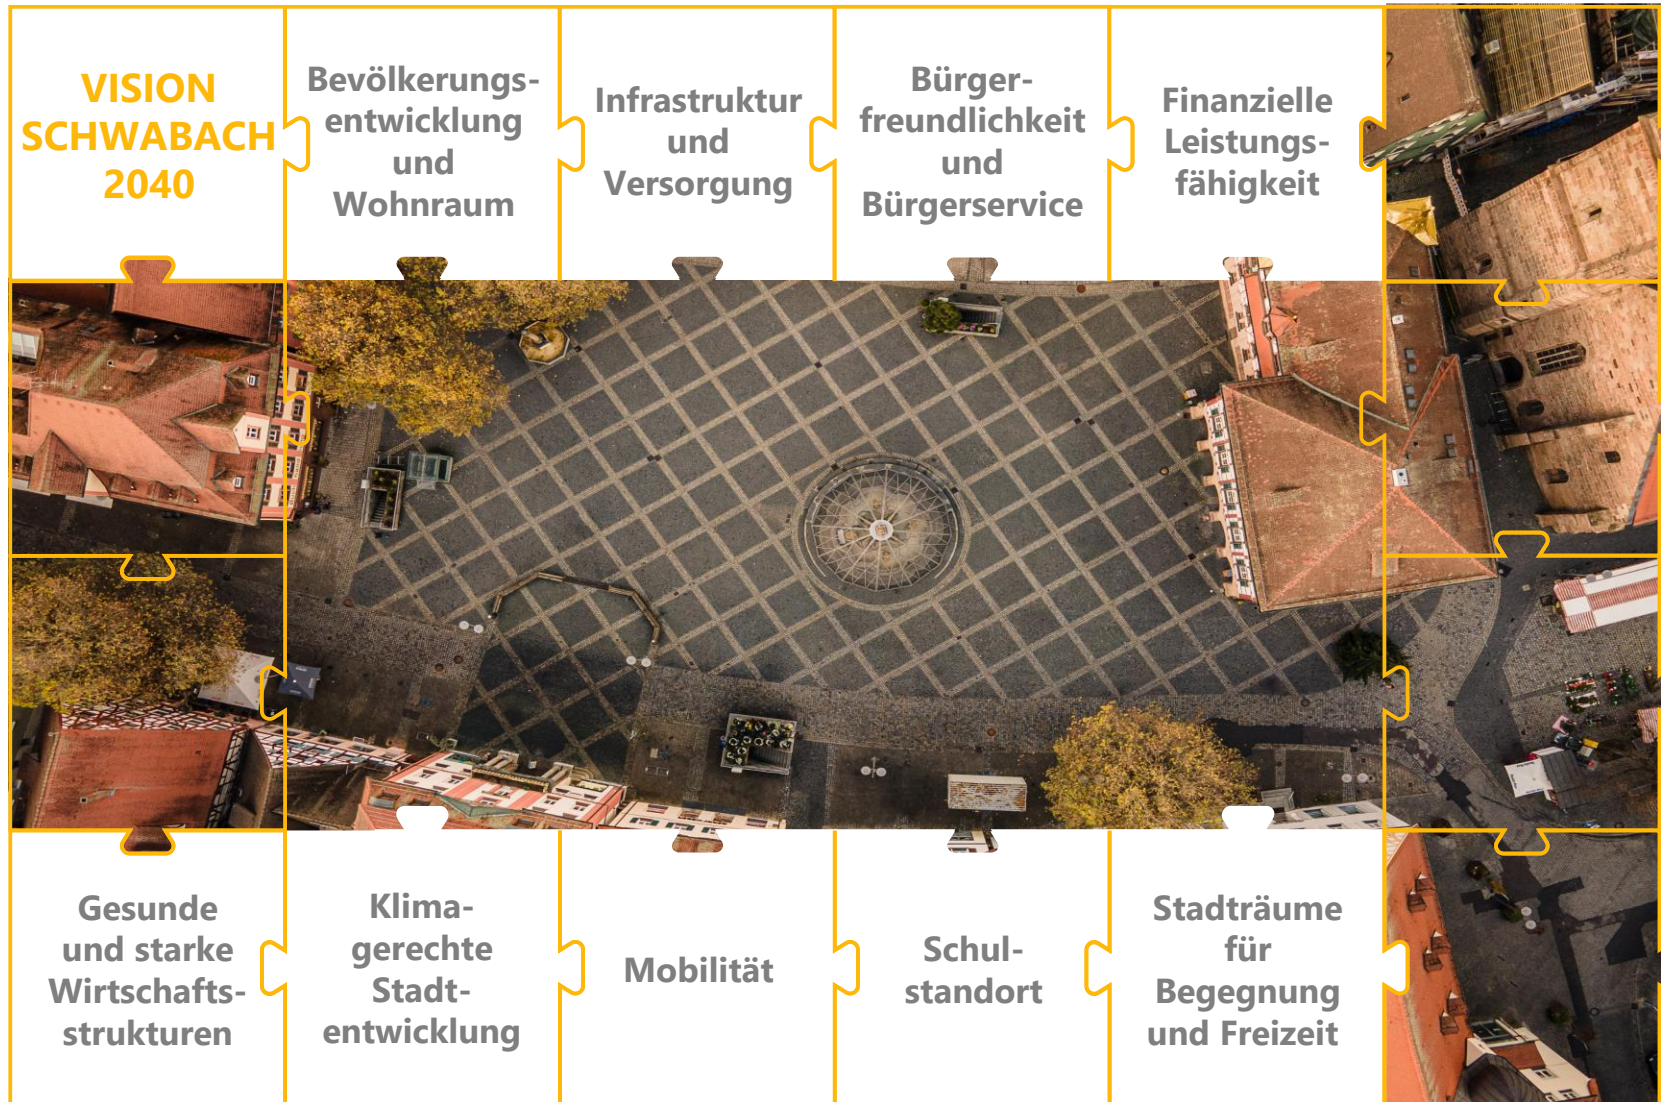 VISION
SCHWABACH
2040
Bevölkerungs-
entwicklung
und
Wohnraum
Infrastruktur
und
Versorgung
Bürger-
freundlichkeit
und
Bürgerservice
Finanzielle
Leistungs-
fähigkeit
Gesunde
und starke
Wirtschafts-
strukturen
Klima-
gerechte
Stadt-
entwicklung
Mobilität
Schul-
standort
Stadträume
für
Begegnung
und Freizeit